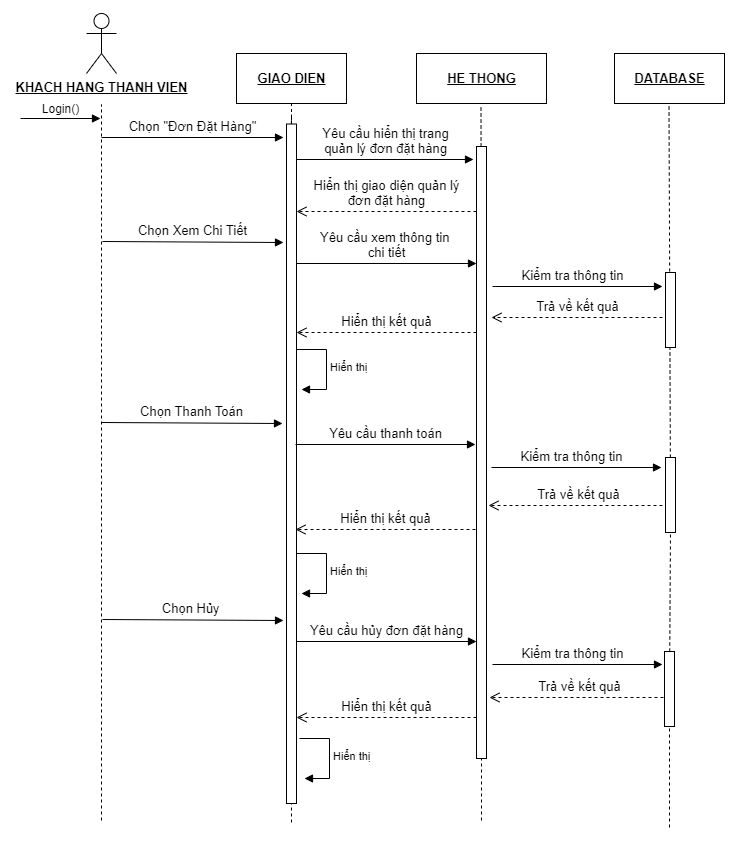 KHACH HANG THANH VIEN
GIAO DIEN
HE THONG
DATABASE
Login()
Chọn "Đơn Đặt Hàng"
Yêu cầu hiển thị trang
quản lý đơn đặt hàng
Hiển thị giao diện quản lý
đơn đặt hàng
Chọn Xem Chi Tiết
Yêu cầu xem thông tin
chi tiết
Kiểm tra thông tin
Trả về kết quả
Hiển thị kết quả
Hiển thị
Chọn Thanh Toán
Yêu cầu thanh toán
Kiểm tra thông tin
Trả về kết quả
Hiển thị kết quả
Hiển thị
Chọn Hủy
Yêu cầu hủy đơn đặt hàng
Kiểm tra thông tin
Trả về kết quả
Hiển thị kết quả
Hiển thị